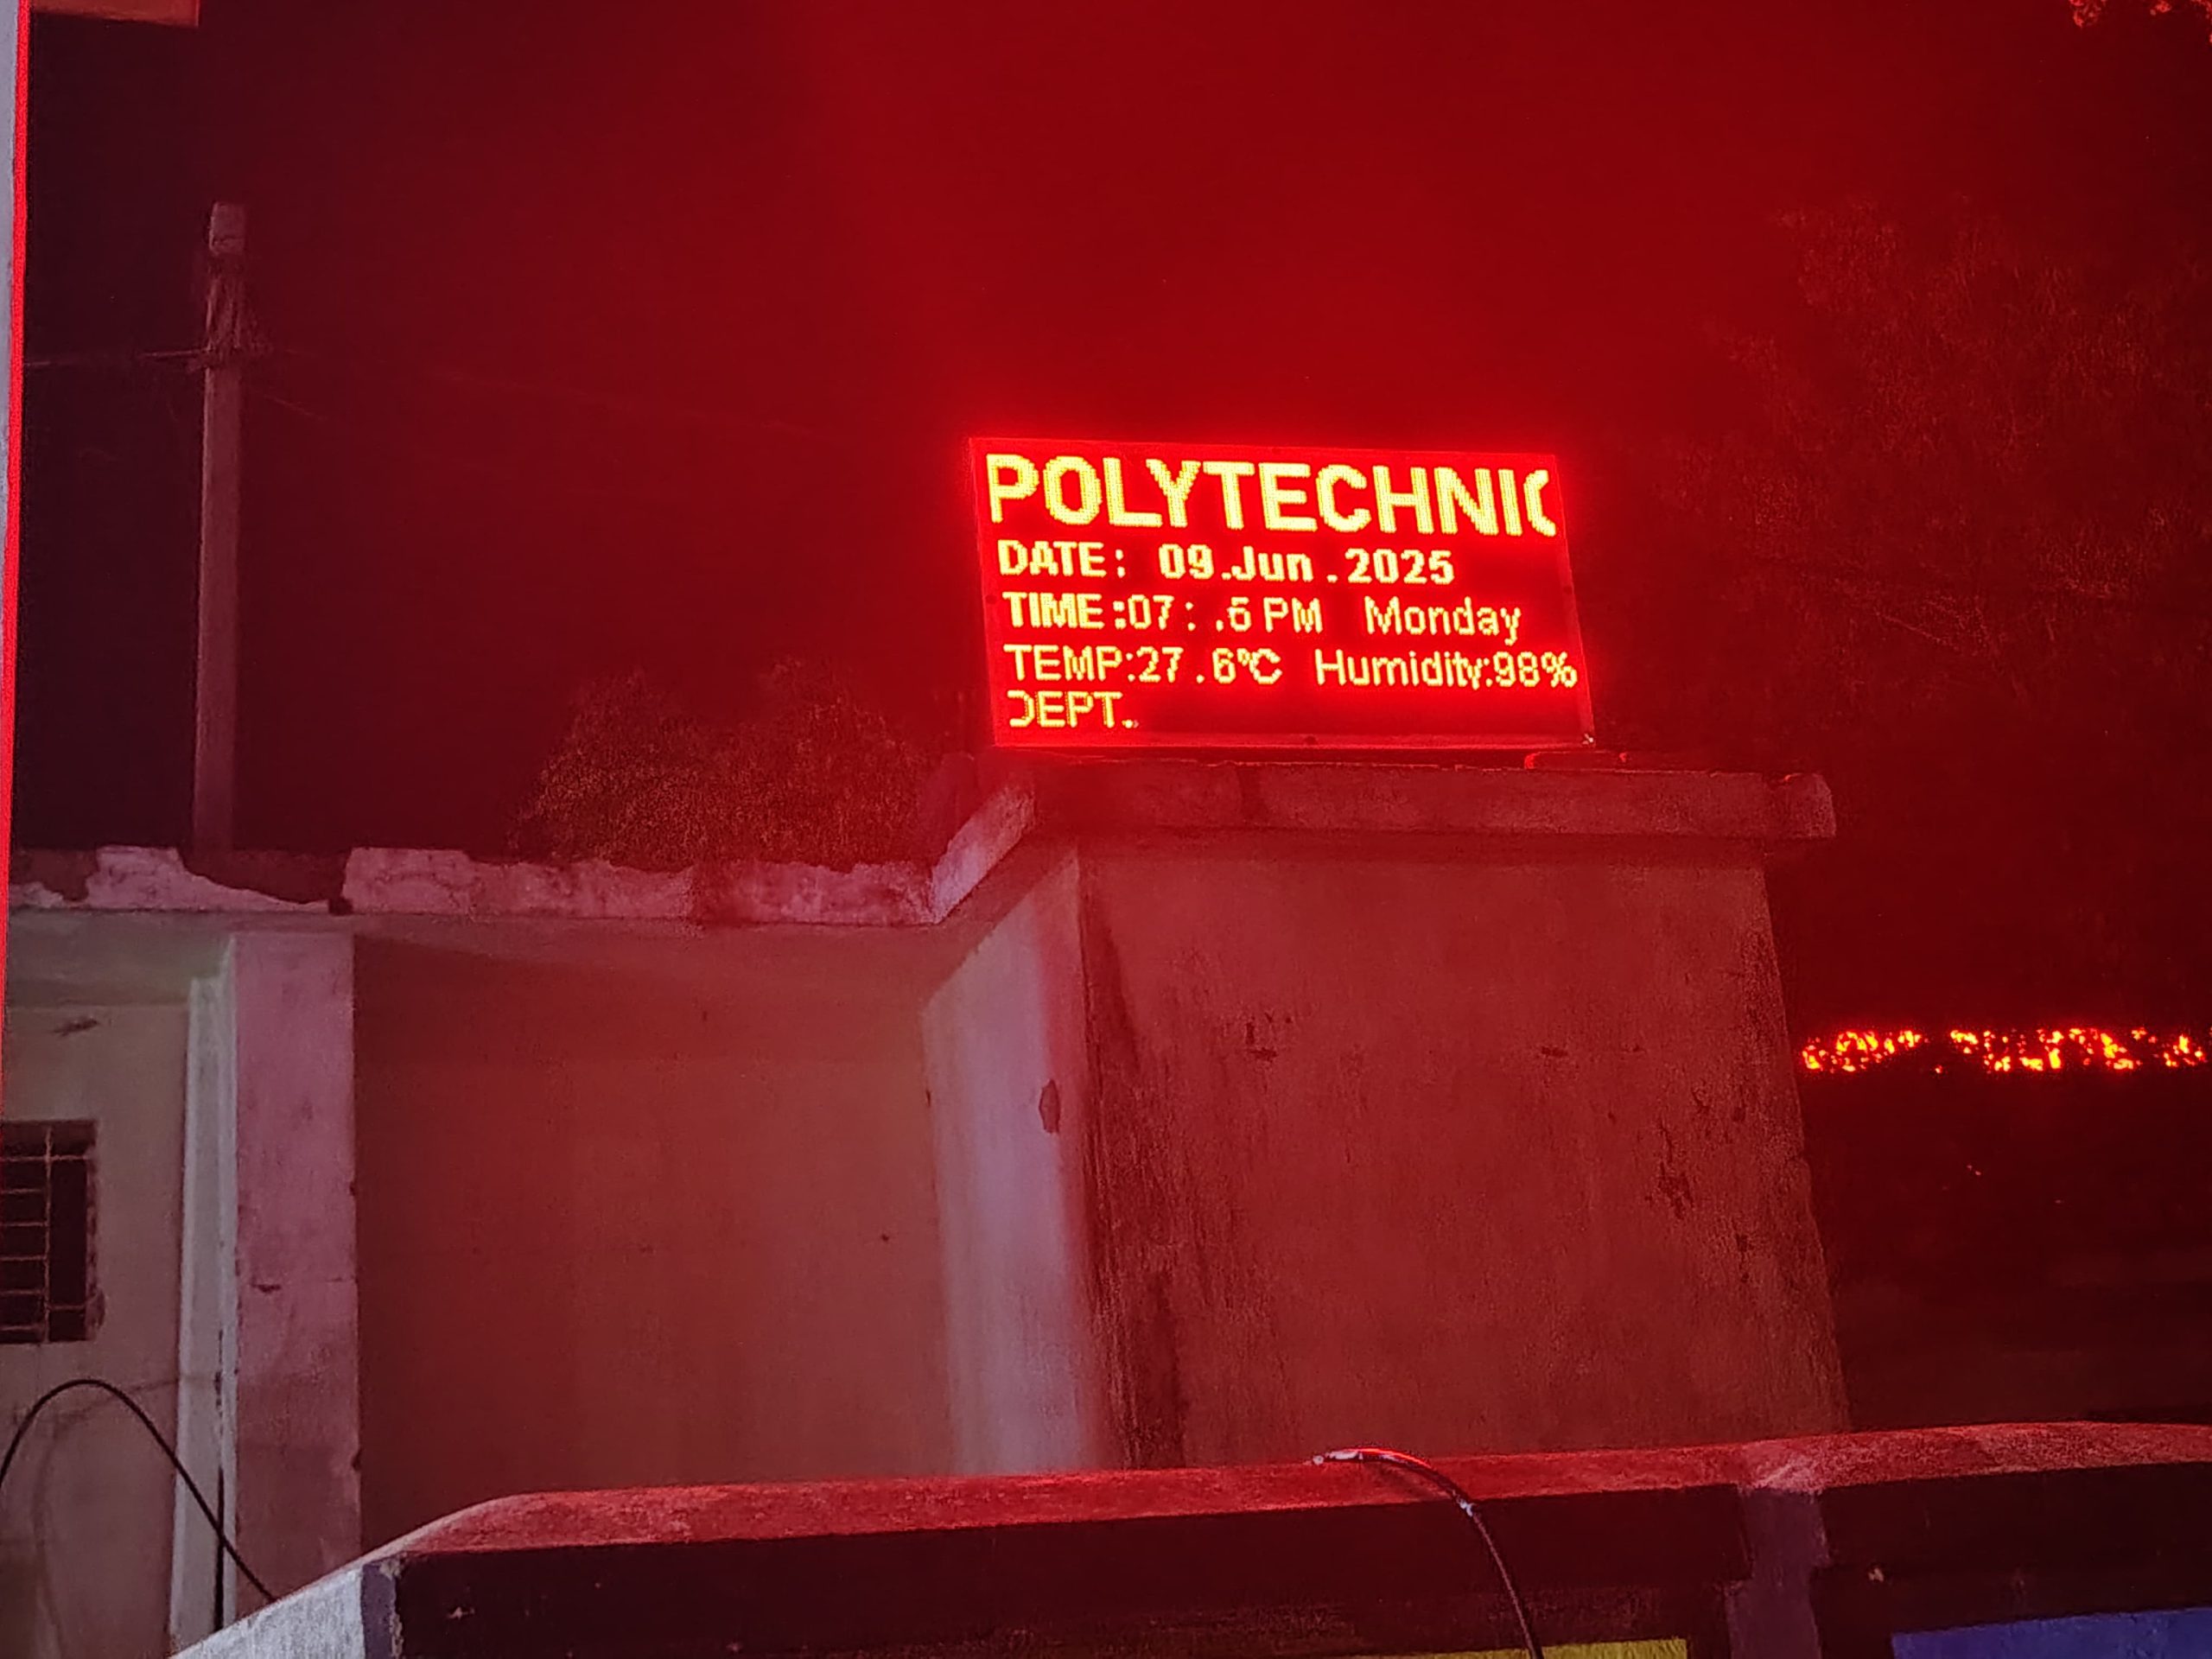 POLYTECHNIC
DATE: 09.Jun.2025
TIME:07: .6 PM Monday
TEMP:27.6°C Humidity:98%
DEPT.